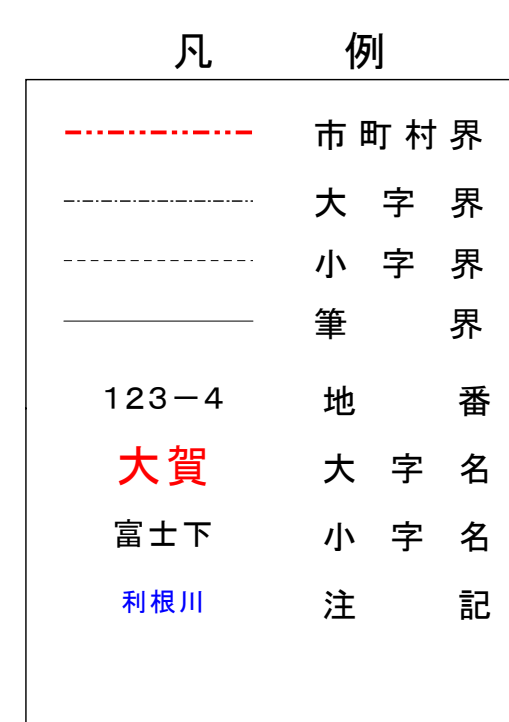 凡例
市町村界
大字界
小字界
筆界
123－4 地番
大賀 大字名
富士下 小字名
利根川 注記